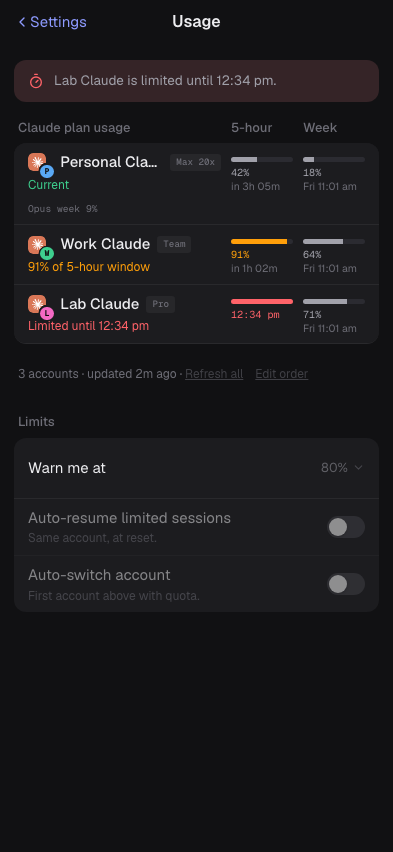 Settings
Usage
Lab Claude is limited until 12:34 pm.
Claude plan usage 5-hour Week
Personal Cla... Max 20x 42% 18%
P
Current in 3h 05m Fri 11:01 am
Opus week 9%
Work Claude Team 91% 64%
W
91% of 5-hour window in 1h 02m Fri 11:01 am
Lab Claude Pro 12:34 pm 71%
L
Limited until 12:34 pm Fri 11:01 am
3 accounts · updated 2m ago · Refresh all Edit order
Limits
Warn me at 80%
Auto-resume limited sessions
Same account, at reset.
Auto-switch account
First account above with quota.